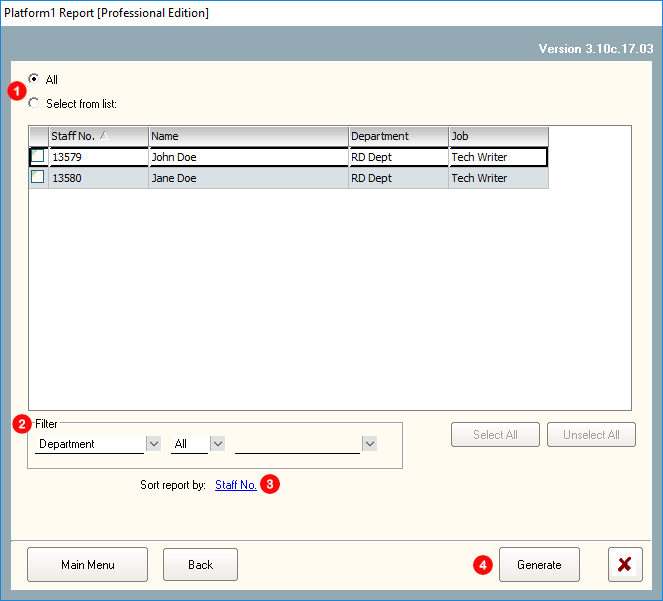 Platform1 Report [Professional Edition]
Version 3.10c.17.03
1
All
Select from list:
Staff No. Name Department Job
13579 John Doe RD Dept Tech Writer
13580 Jane Doe RD Dept Tech Writer
2 Filter
Department All
Select All Unselect All
Sort report by: Staff No. 3
Main Menu Back 4 Generate